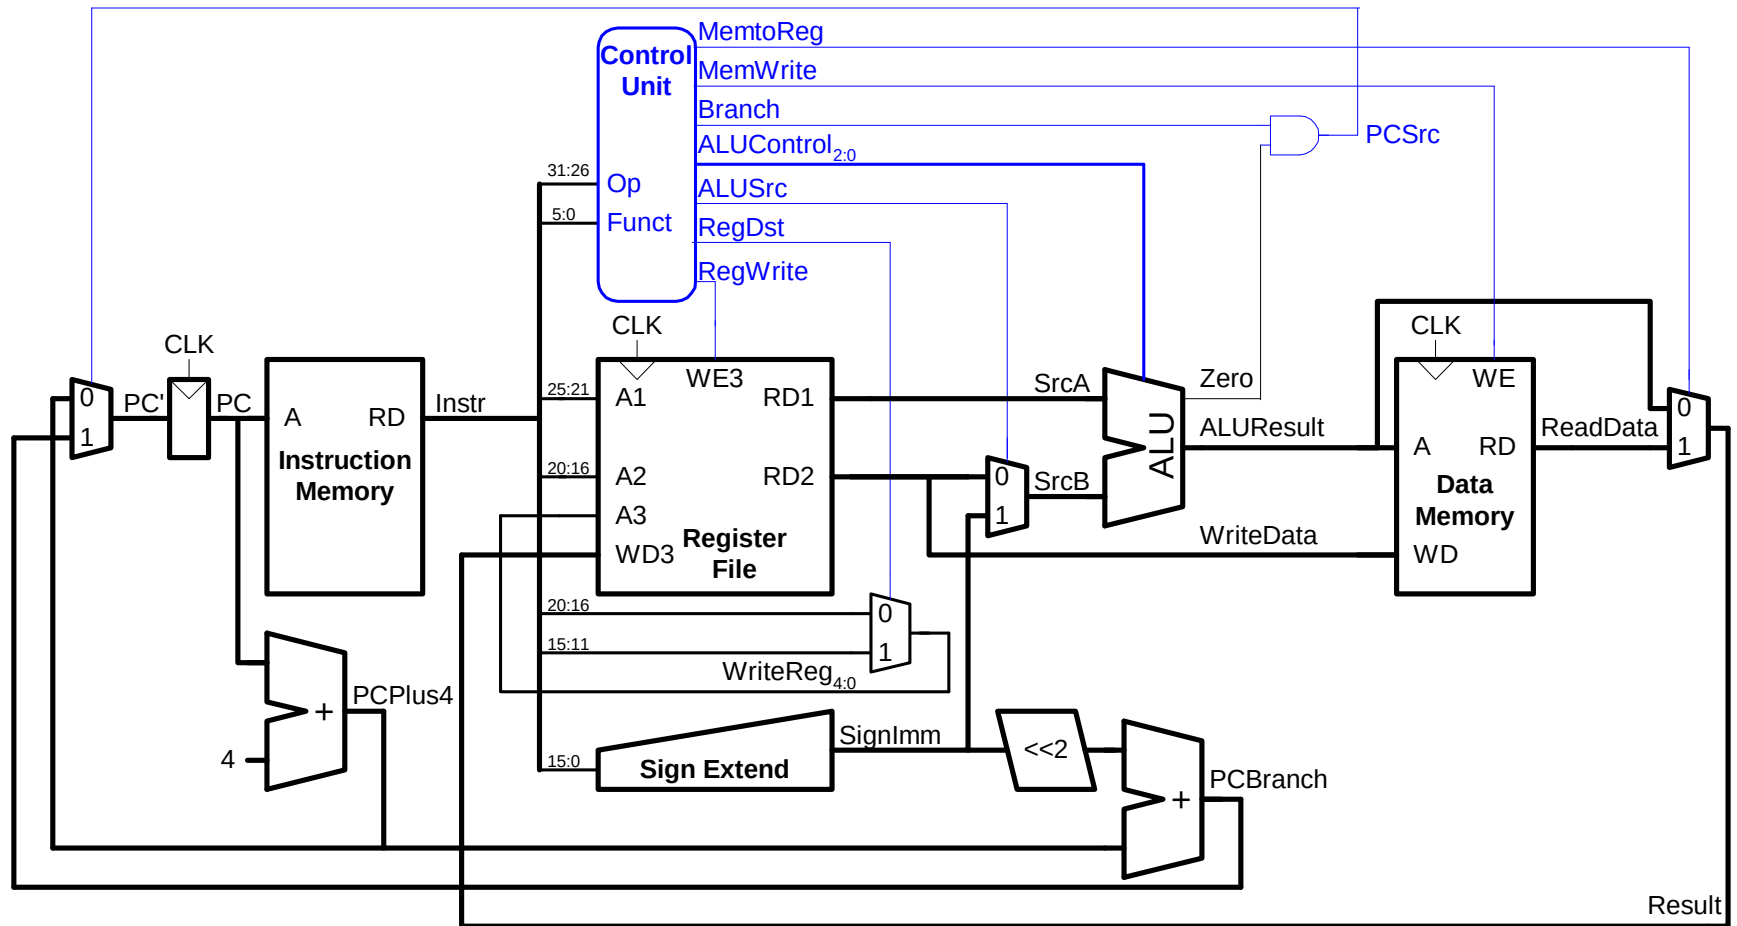 MemtoReg
Control
Unit
MemWrite
Branch
PCSrc
ALUControl2:0
31:26
Op
ALUSrc
5:0
Funct
RegDst
RegWrite
CLK
CLK
CLK
0
1
PC'
PC
A
RD
Instruction
Memory
Instr
25:21
A1
WE3
RD1
20:16
A2
RD2
A3
WD3
Register
File
SrcA
0
1
SrcB
ALU
Zero
ALUResult
WriteData
WE
A
RD
Data
Memory
WD
ReadData
0
1
20:16
0
15:11
1
WriteReg4:0
+
PCPlus4
4
15:0
Sign Extend
SignImm
<<2
+
PCBranch
Result